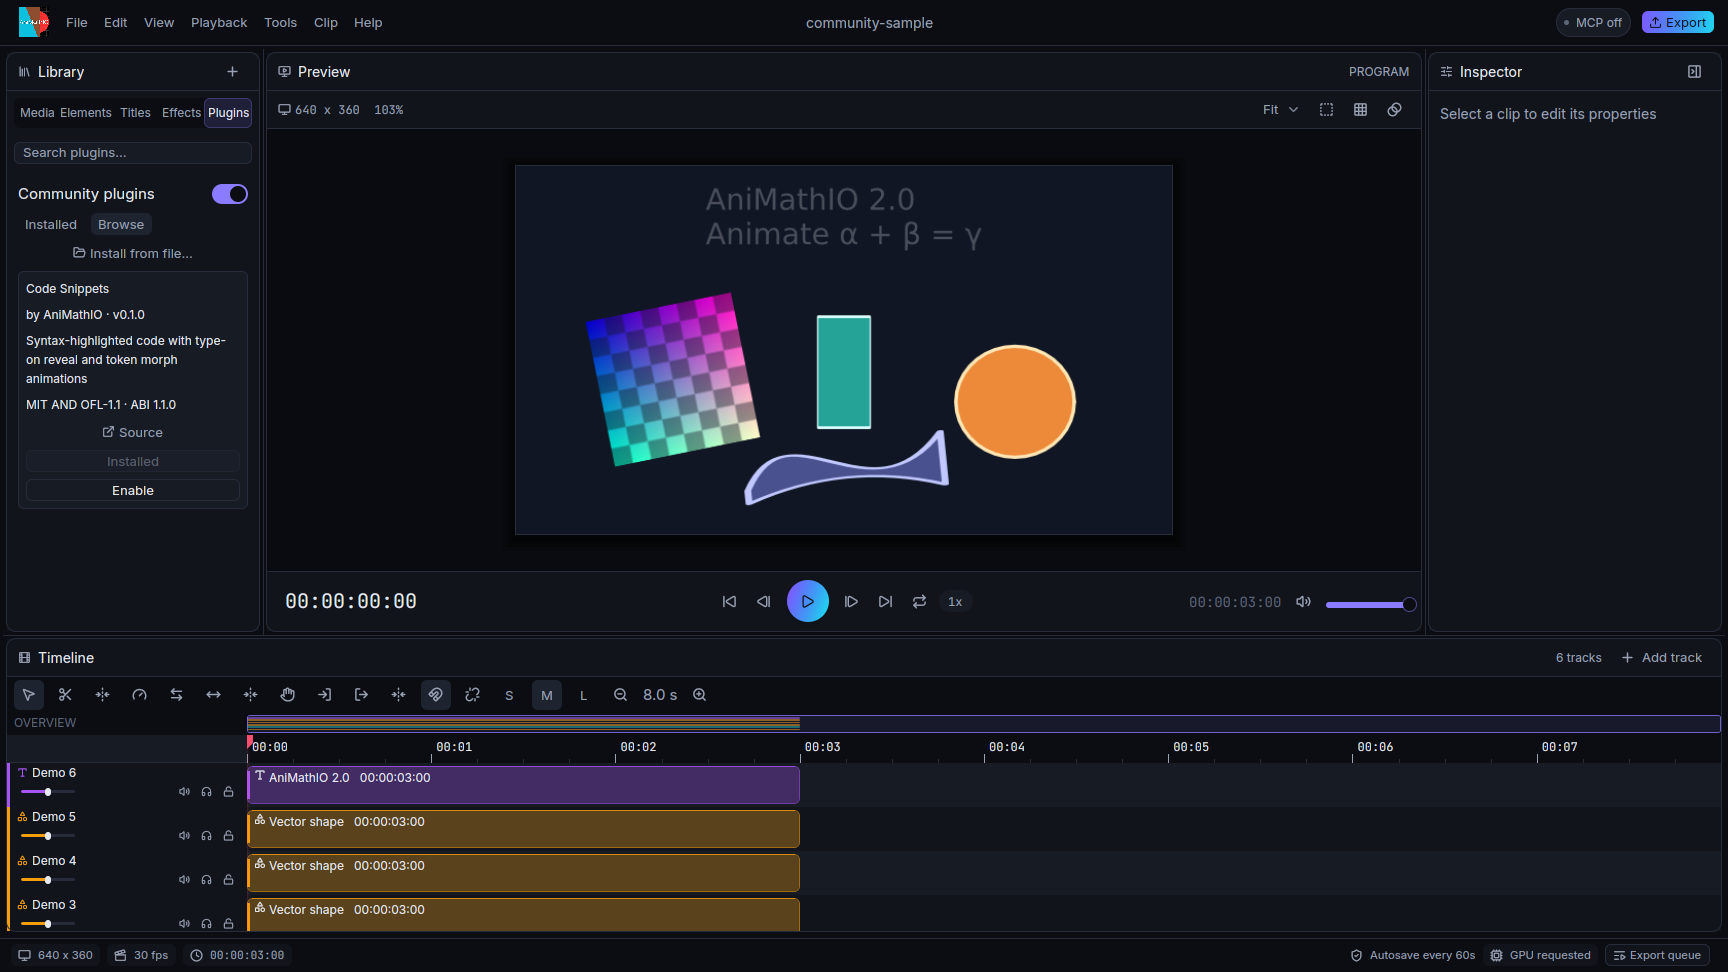 File Edit View Playback Tools Clip Help
community-sample
MCP off
Export
Library
Media Elements Titles Effects Plugins
Search plugins...
Community plugins
Installed Browse
Install from file...
Code Snippets
by AniMathIO · v0.1.0
Syntax-highlighted code with type-
on reveal and token morph
animations
MIT AND OFL-1.1 · ABI 1.1.0
Source
Installed
Enable
Preview
PROGRAM
640 x 360 103%
Fit
AniMathIO 2.0
Animate α + β = γ
00:00:00:00
1x
00:00:03:00
Inspector
Select a clip to edit its properties
Timeline
6 tracks
Add track
S M L
8.0 s
OVERVIEW
00:00 00:01 00:02 00:03 00:04 00:05 00:06 00:07
Demo 6
AniMathIO 2.0 00:00:03:00
Demo 5
Vector shape 00:00:03:00
Demo 4
Vector shape 00:00:03:00
Demo 3
Vector shape 00:00:03:00
640 x 360
30 fps
00:00:03:00
Autosave every 60s
GPU requested
Export queue